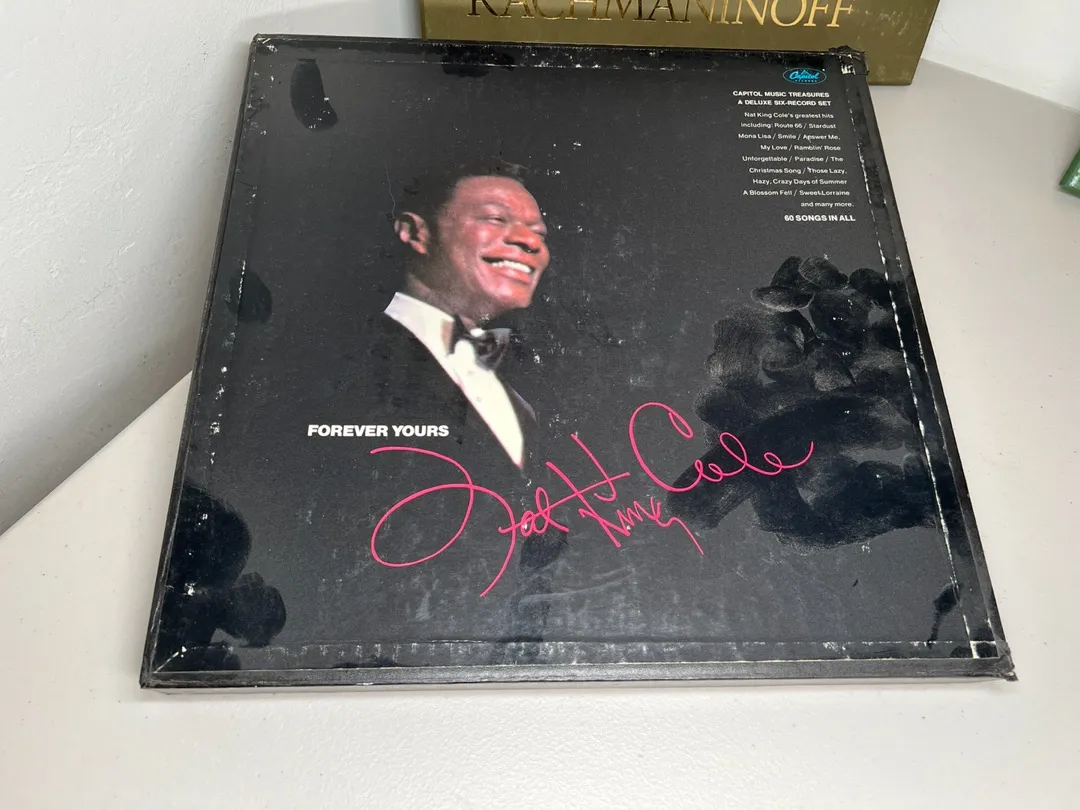 RACHMANINOFF
Capitol
CAPITOL MUSIC TREASURES
A DELUXE SIX-RECORD SET
Nat King Cole's greatest hits
including: Route 66 / Stardust
Mona Lisa / Smile / Answer Me,
My Love / Ramblin' Rose
Unforgettable / Paradise / The
Christmas Song / Those Lazy,
Hazy, Crazy Days of Summer
A Blossom Fell / Sweet Lorraine
and many more.
60 SONGS IN ALL
FOREVER YOURS
Nat King Cole